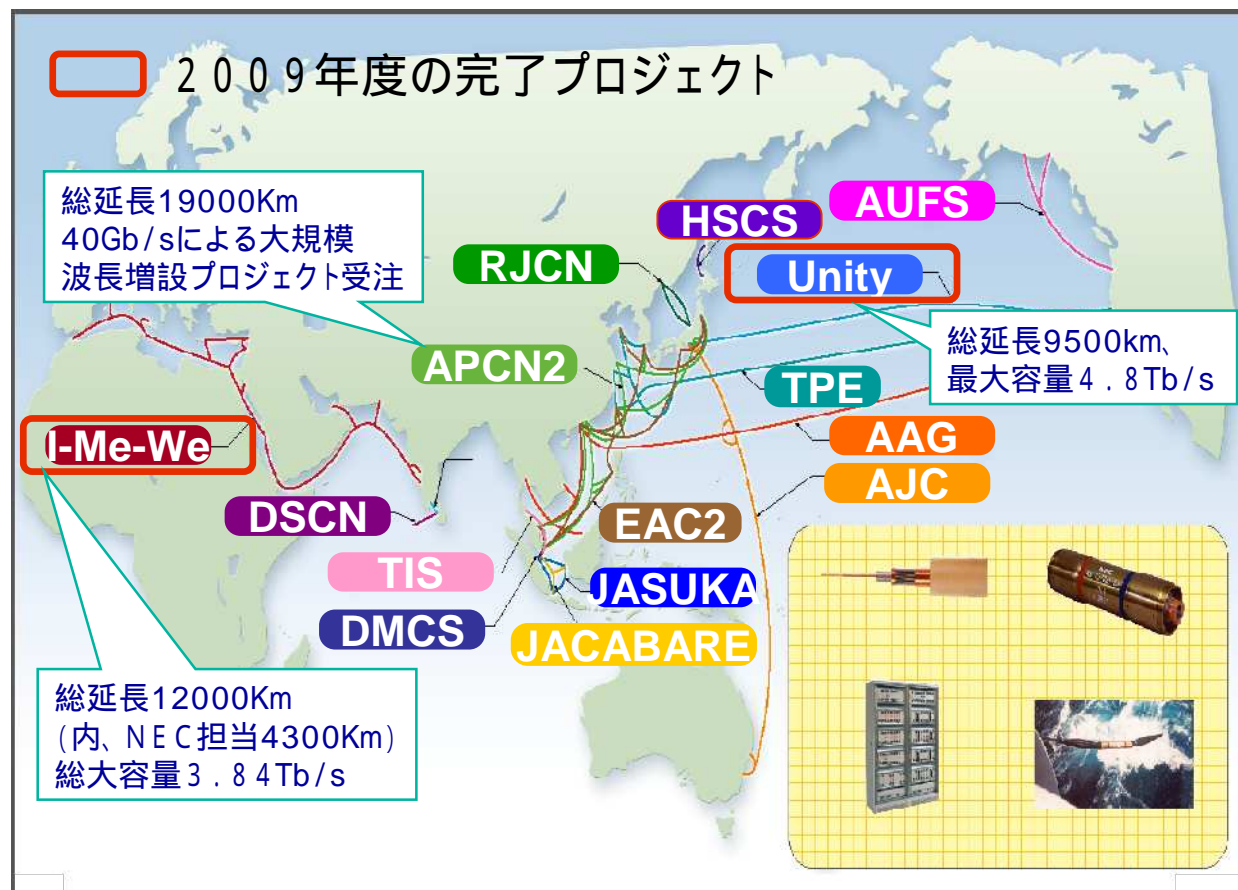 ２００９年度の完了プロジェクト
総延長19000Km
40Gb/sによる大規模
波長増設プロジェクト受注
HSCS
AUFS
RJCN
Unity
総延長9500km、
最大容量４．８Tb/s
APCN2
TPE
I-Me-We
AAG
AJC
DSCN
EAC2
TIS
JASUKA
DMCS
JACABARE
総延長12000Km
(内、ＮＥＣ担当4300Km)
総大容量３．８４Tb/s